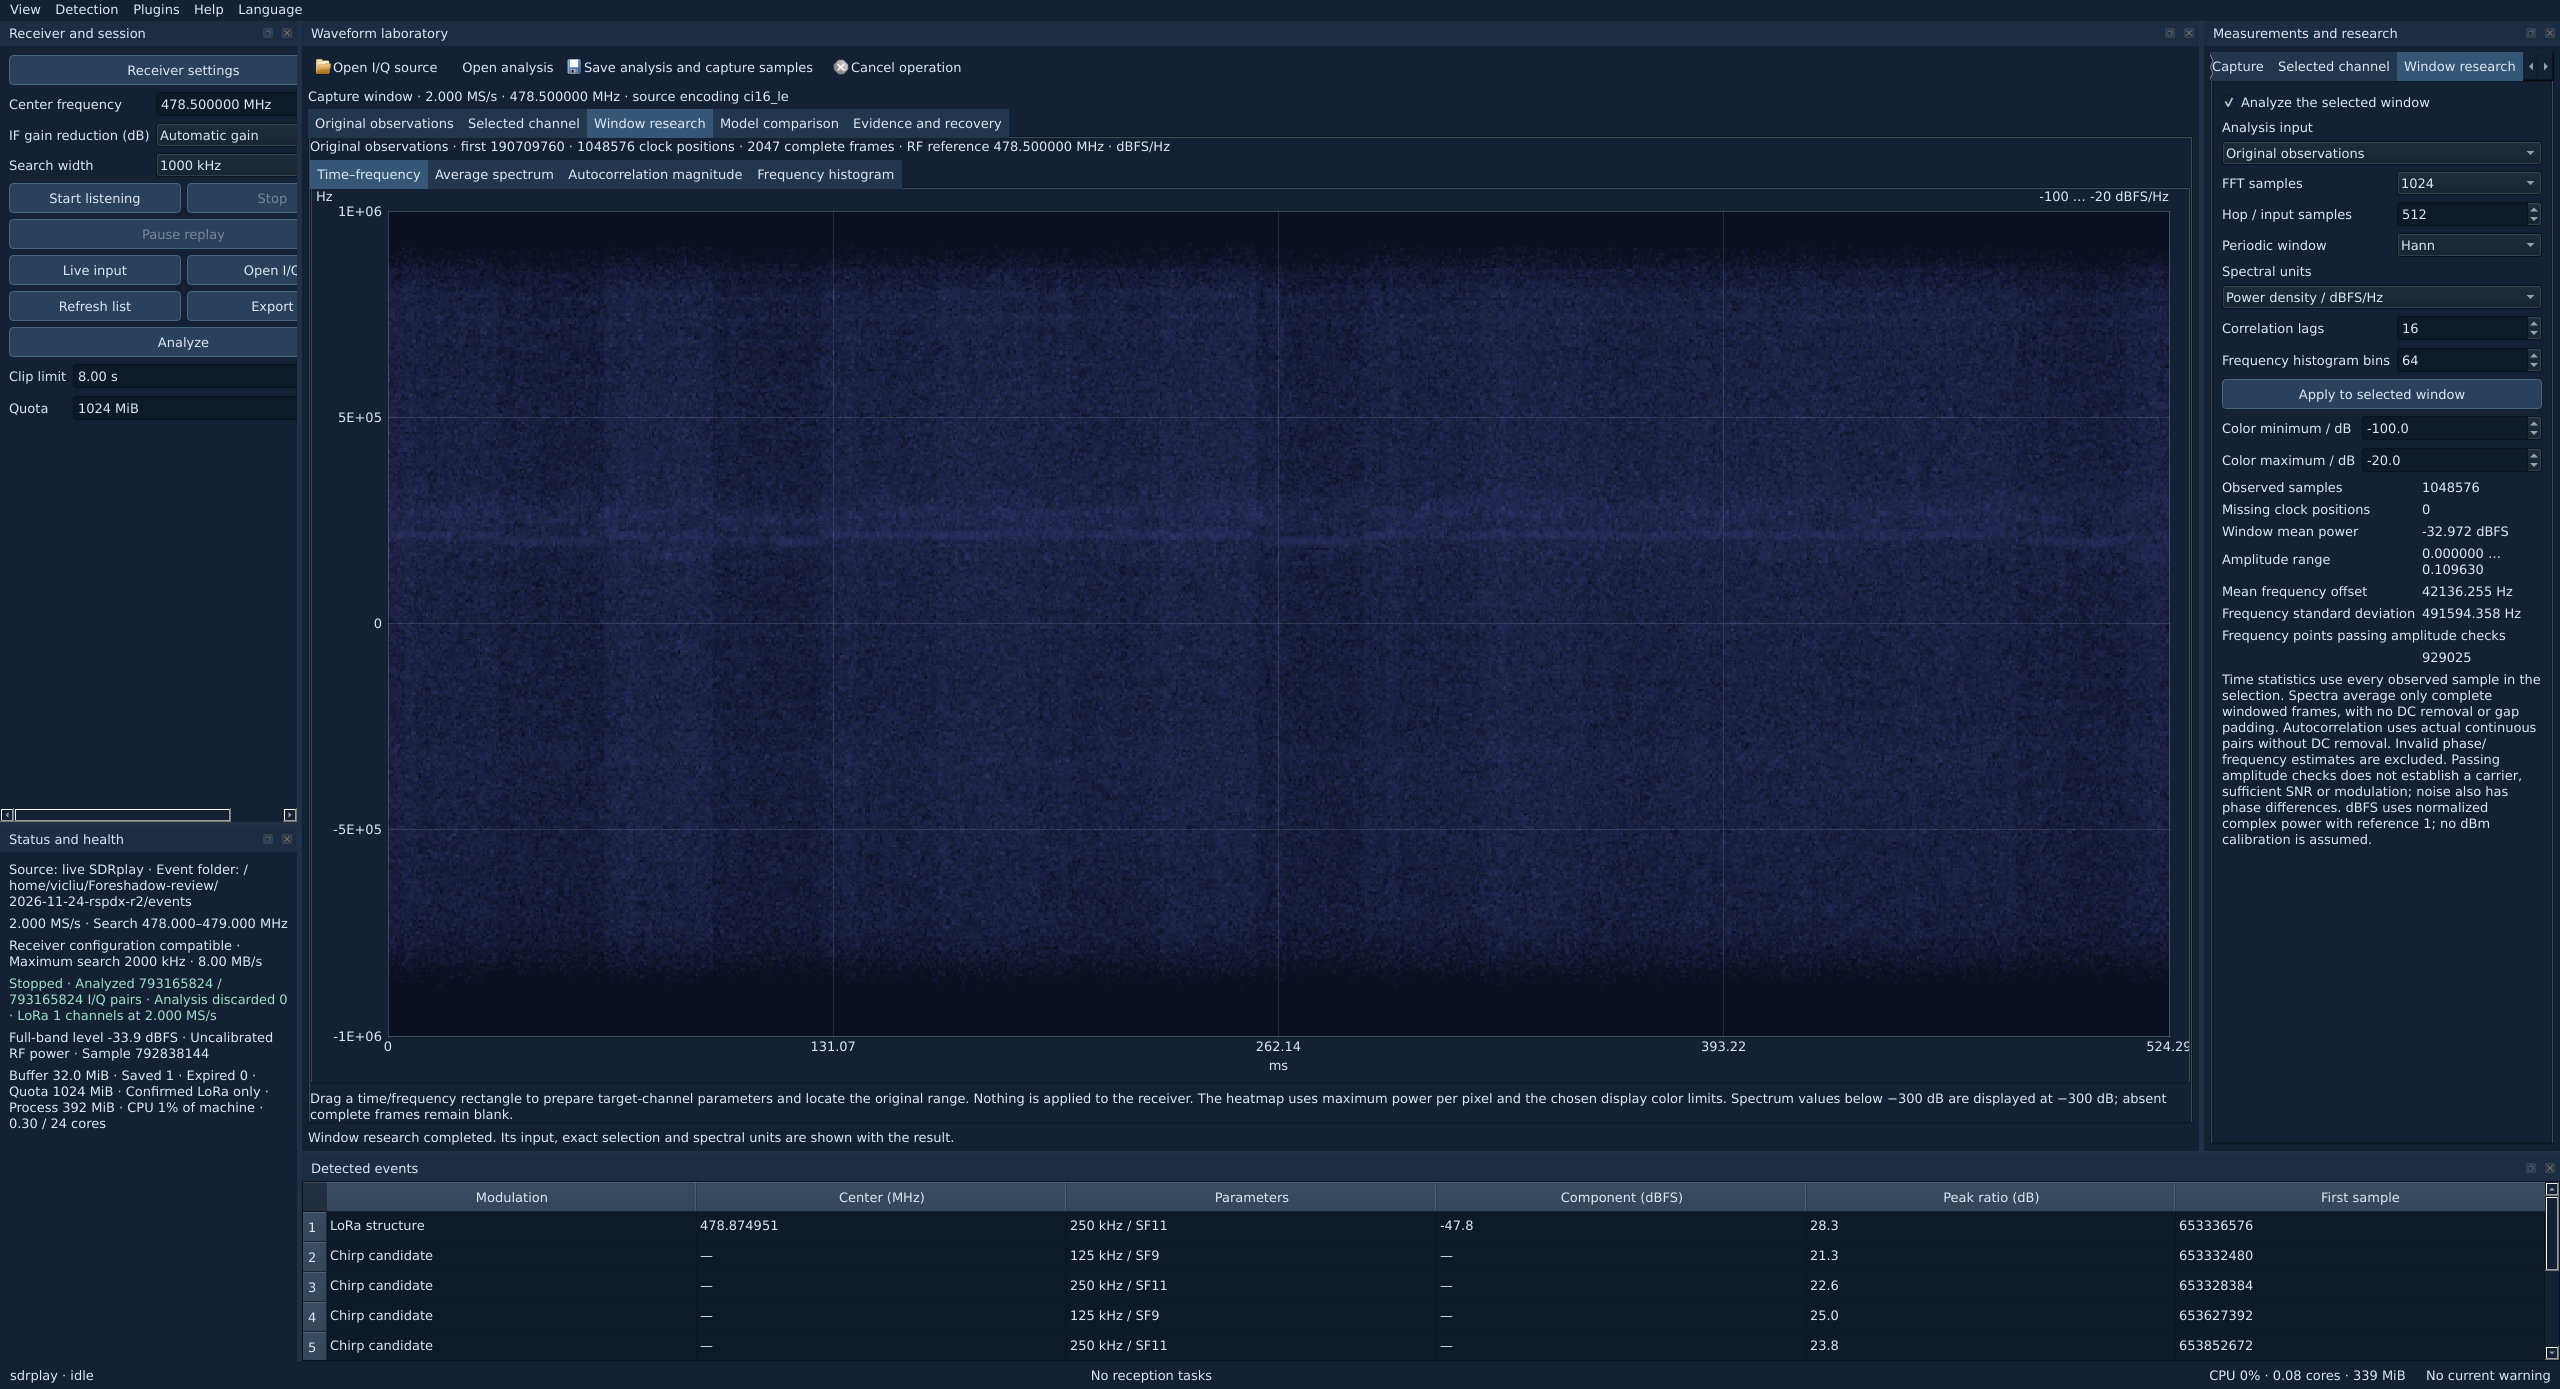 View Detection Plugins Help Language
Receiver and session
Receiver settings
Center frequency 478.500000 MHz
IF gain reduction (dB) Automatic gain
Search width 1000 kHz
Start listening Stop
Pause replay
Live input Open I/Q
Refresh list Export
Analyze
Clip limit 8.00 s
Quota 1024 MiB
Status and health
Source: live SDRplay · Event folder: /
home/vicliu/Foreshadow-review/
2026-11-24-rspdx-r2/events
2.000 MS/s · Search 478.000–479.000 MHz
Receiver configuration compatible ·
Maximum search 2000 kHz · 8.00 MB/s
Stopped · Analyzed 793165824 /
793165824 I/Q pairs · Analysis discarded 0
· LoRa 1 channels at 2.000 MS/s
Full-band level -33.9 dBFS · Uncalibrated
RF power · Sample 792838144
Buffer 32.0 MiB · Saved 1 · Expired 0 ·
Quota 1024 MiB · Confirmed LoRa only ·
Process 392 MiB · CPU 1% of machine ·
0.30 / 24 cores
Waveform laboratory
Open I/Q source Open analysis Save analysis and capture samples Cancel operation
Capture window · 2.000 MS/s · 478.500000 MHz · source encoding ci16_le
Original observations Selected channel Window research Model comparison Evidence and recovery
Original observations · first 190709760 · 1048576 clock positions · 2047 complete frames · RF reference 478.500000 MHz · dBFS/Hz
Time–frequency Average spectrum Autocorrelation magnitude Frequency histogram
Hz -100 … -20 dBFS/Hz
1E+06
5E+05
0
-5E+05
-1E+06
0 131.07 262.14 393.22 524.29
ms
Drag a time/frequency rectangle to prepare target-channel parameters and locate the original range. Nothing is applied to the receiver. The heatmap uses maximum power per pixel and the chosen display color limits. Spectrum values below −300 dB are displayed at −300 dB; absent
complete frames remain blank.
Window research completed. Its input, exact selection and spectral units are shown with the result.
Measurements and research
Capture Selected channel Window research
✓ Analyze the selected window
Analysis input
Original observations
FFT samples 1024
Hop / input samples 512
Periodic window Hann
Spectral units
Power density / dBFS/Hz
Correlation lags 16
Frequency histogram bins 64
Apply to selected window
Color minimum / dB -100.0
Color maximum / dB -20.0
Observed samples 1048576
Missing clock positions 0
Window mean power -32.972 dBFS
Amplitude range 0.000000 …
0.109630
Mean frequency offset 42136.255 Hz
Frequency standard deviation 491594.358 Hz
Frequency points passing amplitude checks
929025
Time statistics use every observed sample in the
selection. Spectra average only complete
windowed frames, with no DC removal or gap
padding. Autocorrelation uses actual continuous
pairs without DC removal. Invalid phase/
frequency estimates are excluded. Passing
amplitude checks does not establish a carrier,
sufficient SNR or modulation; noise also has
phase differences. dBFS uses normalized
complex power with reference 1; no dBm
calibration is assumed.
Detected events
Modulation Center (MHz) Parameters Component (dBFS) Peak ratio (dB) First sample
1 LoRa structure 478.874951 250 kHz / SF11 -47.8 28.3 653336576
2 Chirp candidate — 125 kHz / SF9 — 21.3 653332480
3 Chirp candidate — 250 kHz / SF11 — 22.6 653328384
4 Chirp candidate — 125 kHz / SF9 — 25.0 653627392
5 Chirp candidate — 250 kHz / SF11 — 23.8 653852672
sdrplay · idle No reception tasks CPU 0% · 0.08 cores · 339 MiB No current warning